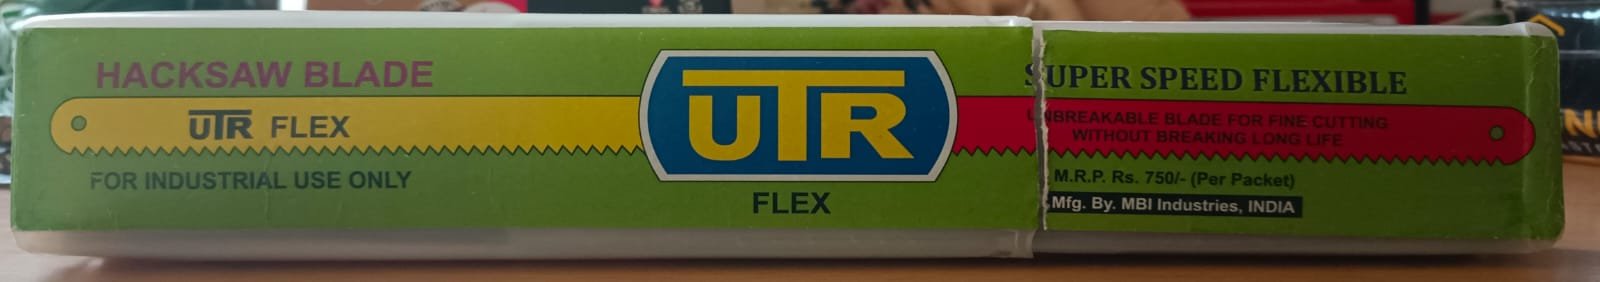 HACKSAW BLADE
UTR FLEX
FOR INDUSTRIAL USE ONLY
UTR
FLEX
SUPER SPEED FLEXIBLE
UNBREAKABLE BLADE FOR FINE CUTTING
WITHOUT BREAKING LONG LIFE
M.R.P. Rs. 750/- (Per Packet)
Mfg. By. MBI Industries, INDIA